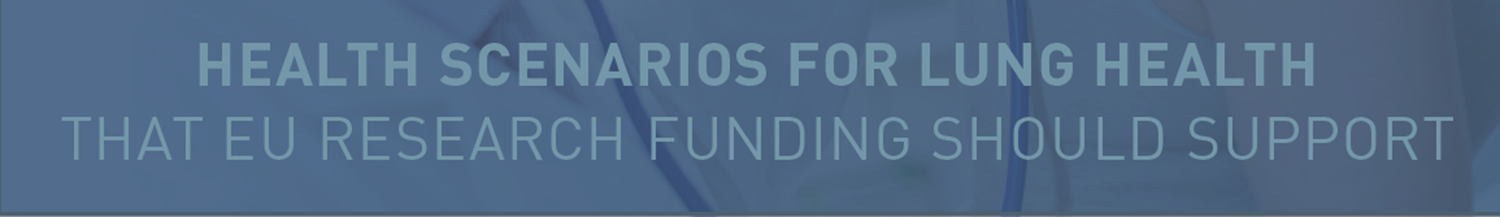 HEALTH SCENARIOS FOR LUNG HEALTH
THAT EU RESEARCH FUNDING SHOULD SUPPORT